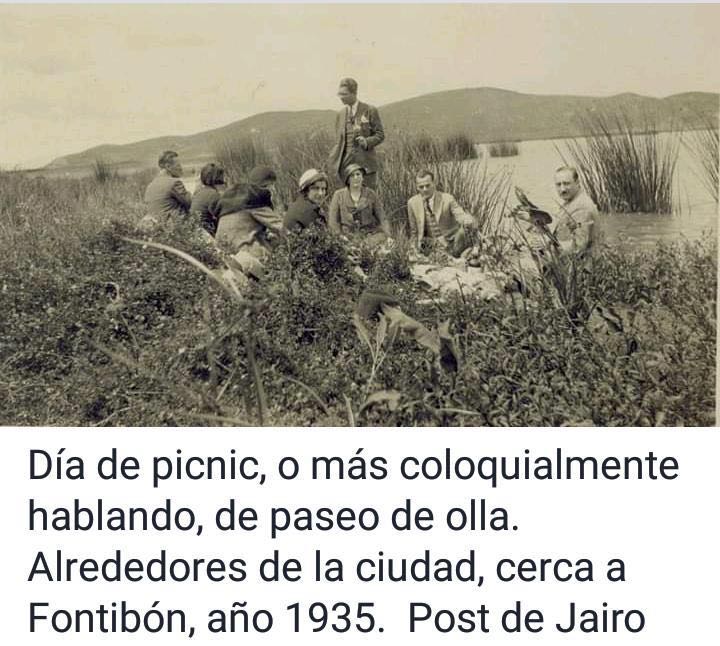 Día de picnic, o más coloquialmente
hablando, de paseo de olla.
Alrededores de la ciudad, cerca a
Fontibón, año 1935.  Post de Jairo